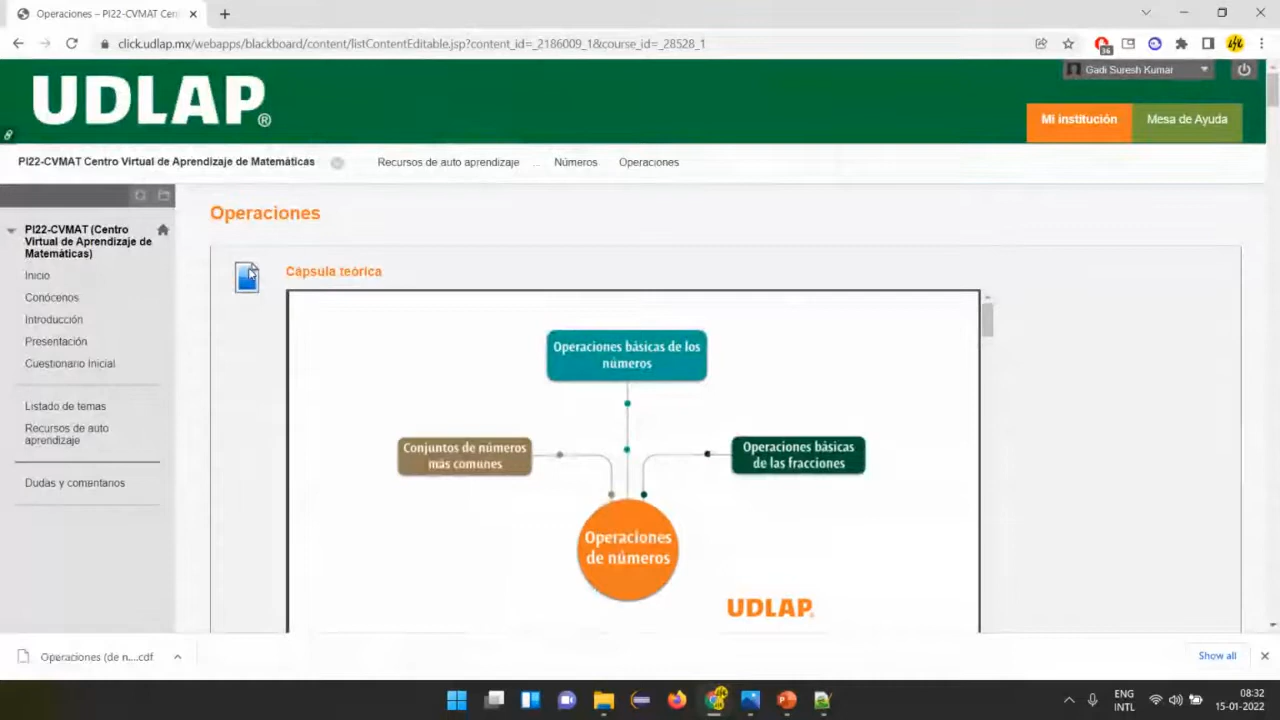 Operaciones – PI22-CVMAT Cen
click.udlap.mx/webapps/blackboard/content/listContentEditable.jsp?content_id=_2186009_1&course_id=_28528_1
36
UDLAP®
Gadi Suresh Kumar
Mi institución
Mesa de Ayuda
PI22-CVMAT Centro Virtual de Aprendizaje de Matemáticas
Recursos de auto aprendizaje
...
Números
Operaciones
PI22-CVMAT (Centro
Virtual de Aprendizaje de
Matemáticas)
Inicio
Conócenos
Introducción
Presentación
Cuestionario Inicial
Listado de temas
Recursos de auto
aprendizaje
Dudas y comentarios
Operaciones
Cápsula teórica
Operaciones básicas de los
números
Conjuntos de números
más comunes
Operaciones básicas
de las fracciones
Operaciones
de números
UDLAP®
Operaciones (de n....cdf
Show all
ENG
INTL
08:32
15-01-2022